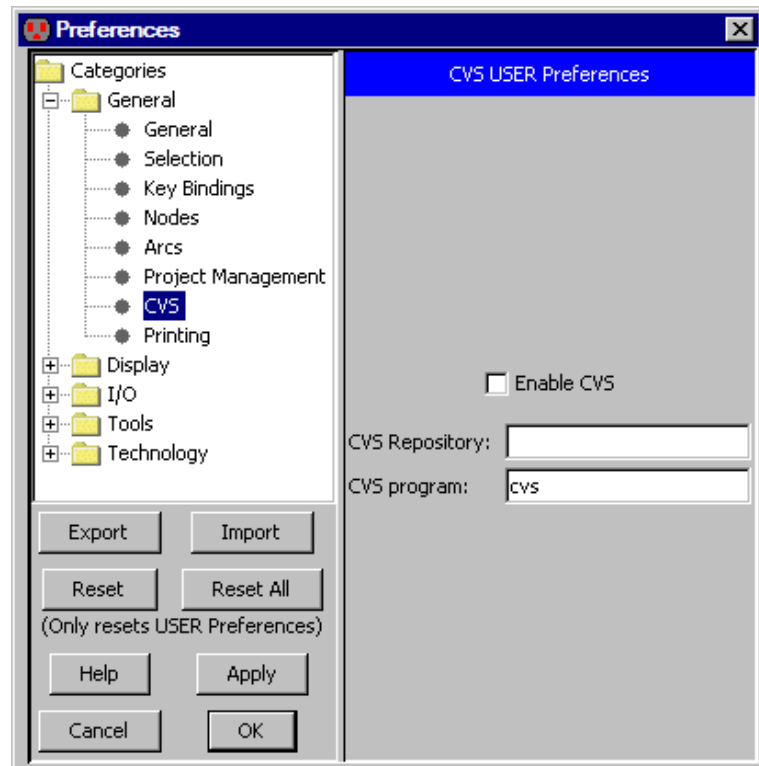 Preferences
Categories
General
General
Selection
Key Bindings
Nodes
Arcs
Project Management
CVS
Printing
Display
I/O
Tools
Technology
Export Import
Reset Reset All
(Only resets USER Preferences)
Help Apply
Cancel OK
CVS USER Preferences
Enable CVS
CVS Repository:
CVS program: cvs